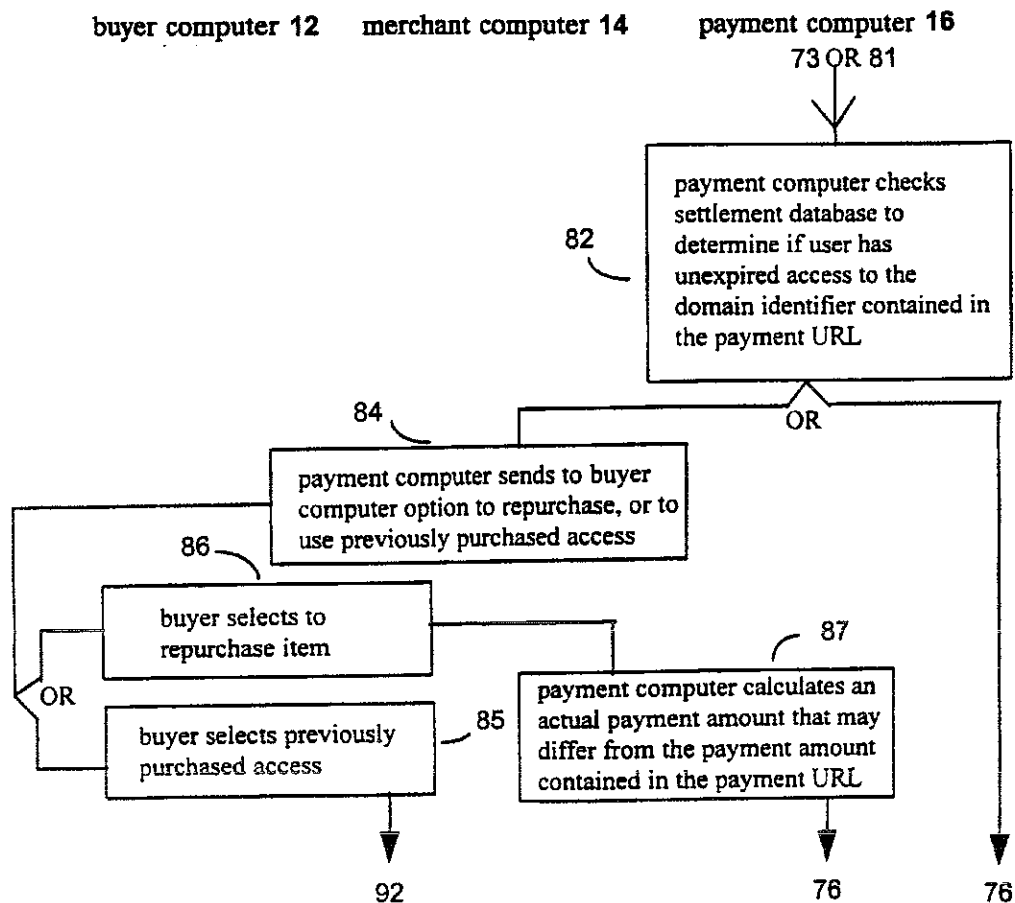 buyer computer 12 merchant computer 14 payment computer 16
73 OR 81
payment computer checks
settlement database to
determine if user has
unexpired access to the
domain identifier contained in
the payment URL
82
OR
84
payment computer sends to buyer
computer option to repurchase, or to
use previously purchased access
86
buyer selects to
repurchase item
OR
87
payment computer calculates an
actual payment amount that may
differ from the payment amount
contained in the payment URL
85
buyer selects previously
purchased access
92
76
76